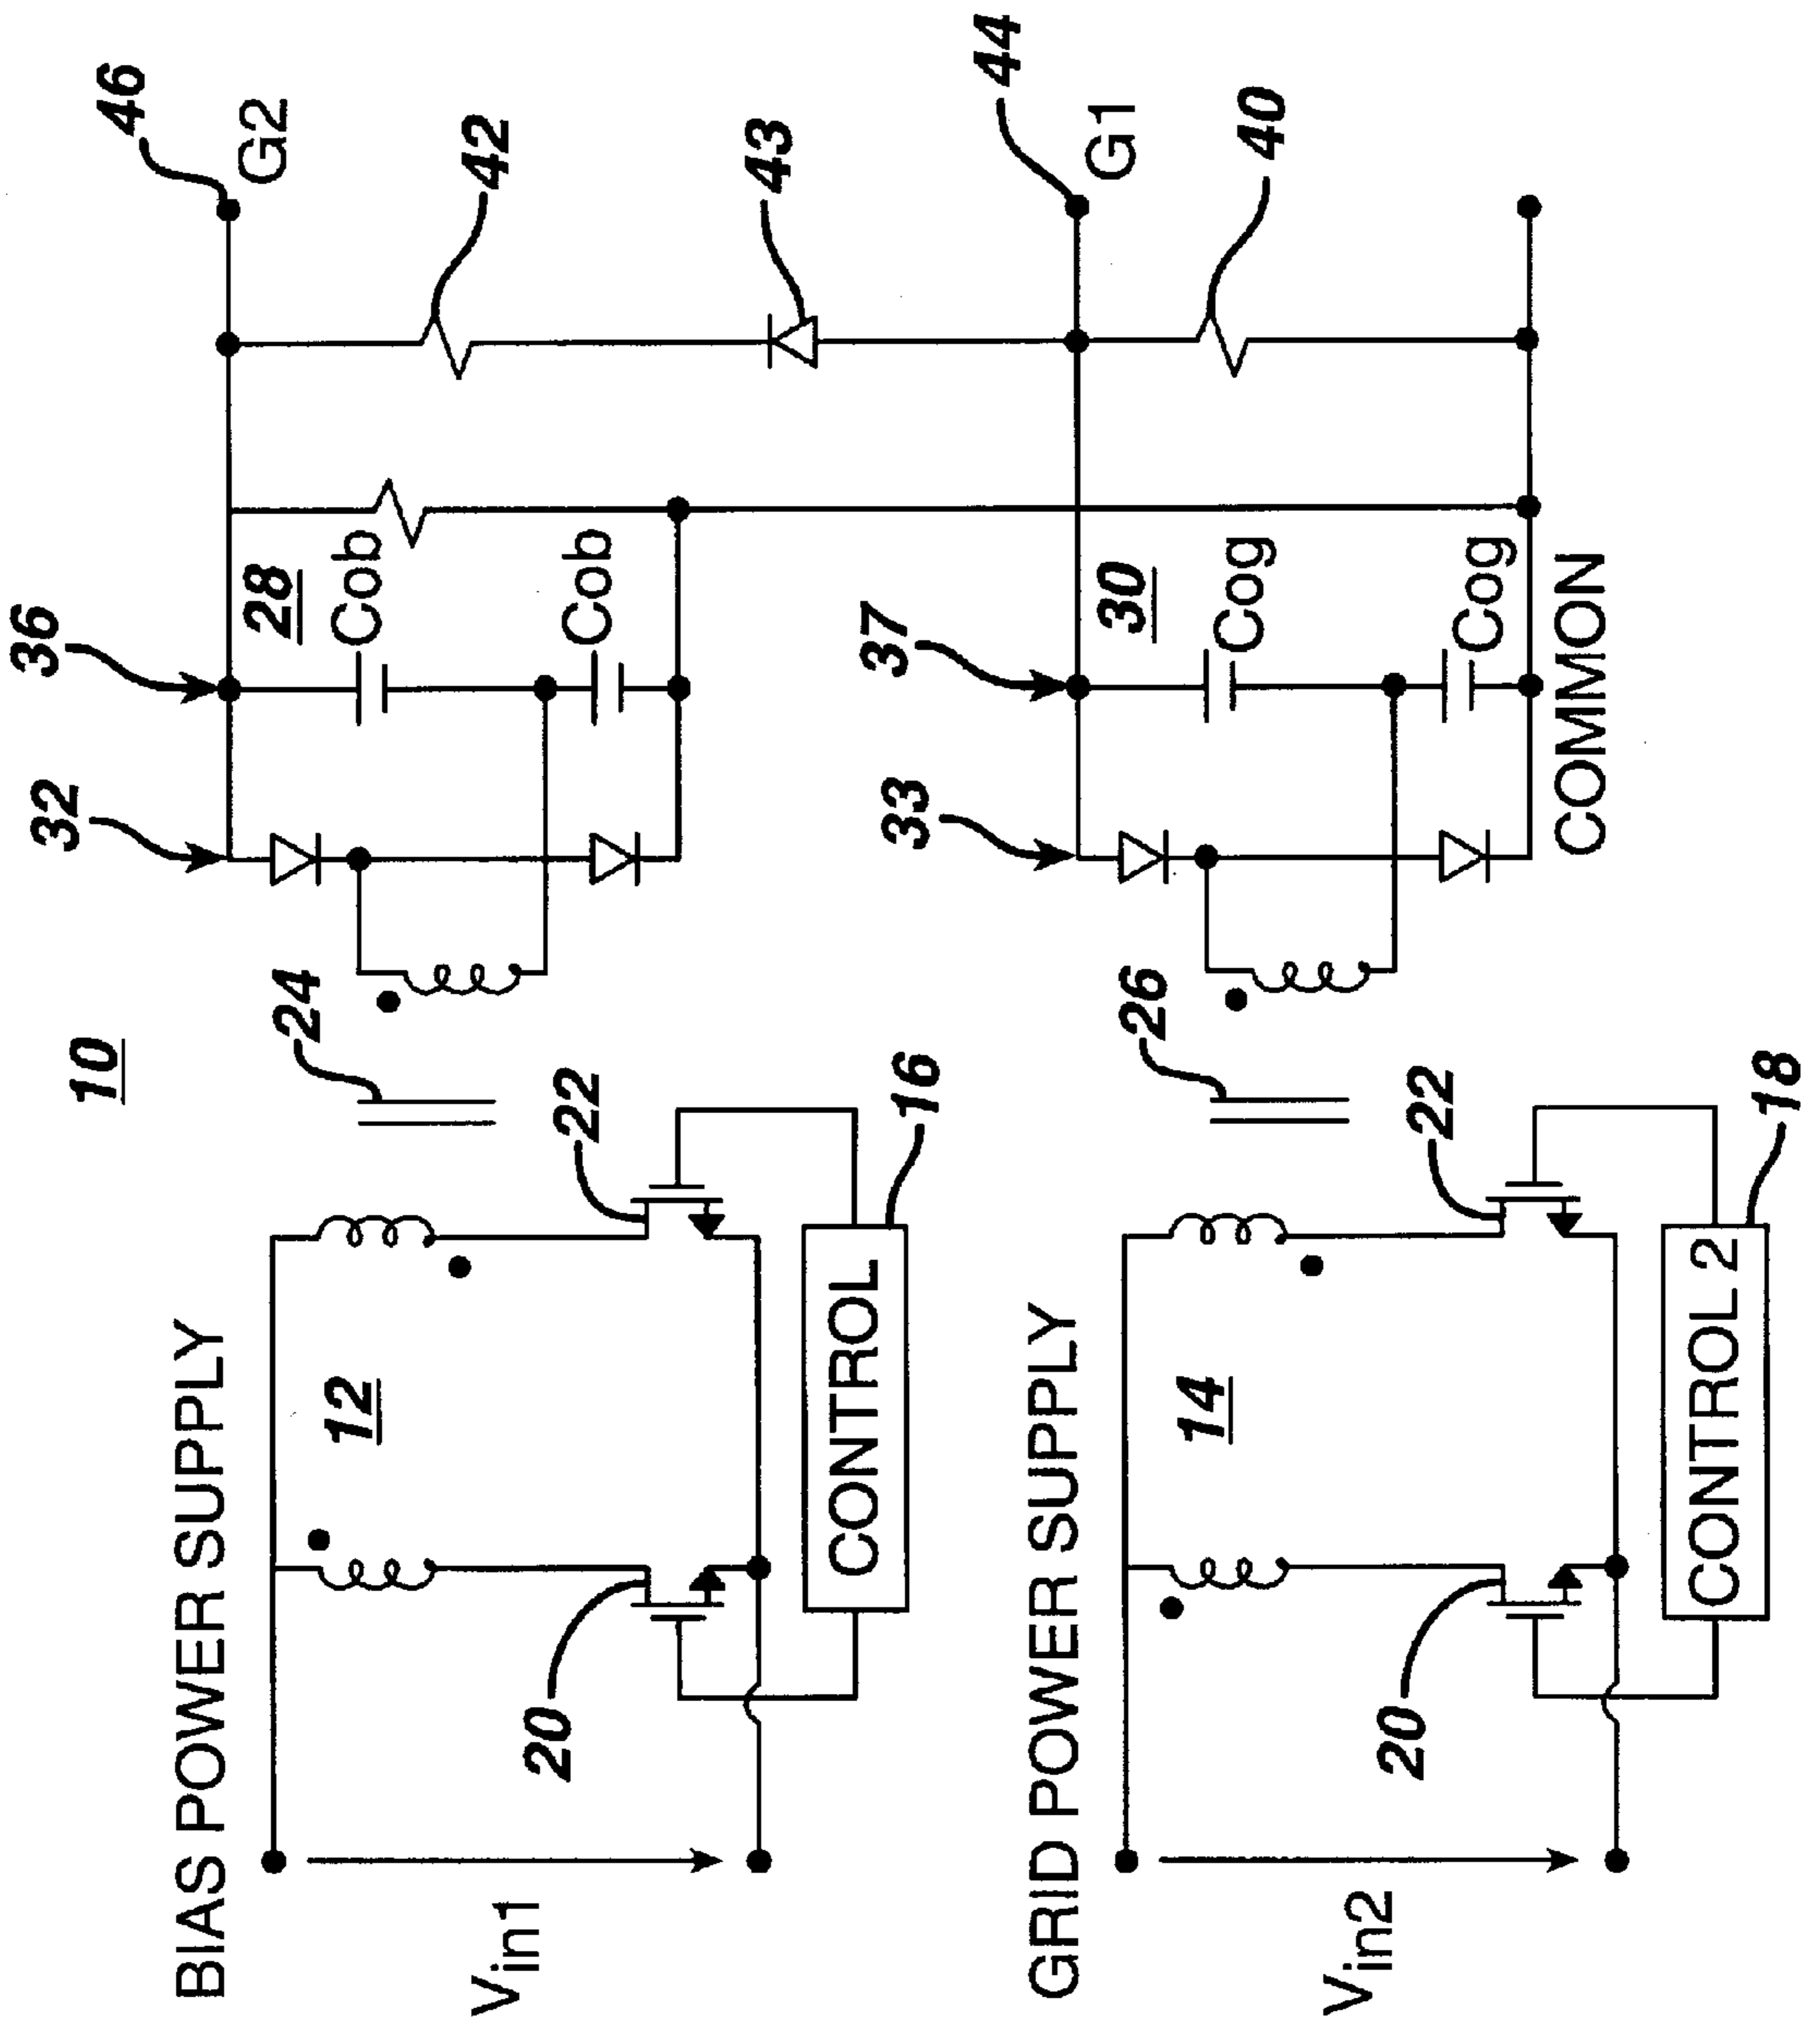 10
BIAS POWER SUPPLY
Vin1
12
20
22
CONTROL
16
24
32
36
28
Cob
Cob
46
G2
42
43
GRID POWER SUPPLY
Vin2
14
20
22
CONTROL 2
18
26
33
37
30
Cog
Cog
COMMON
44
G1
40